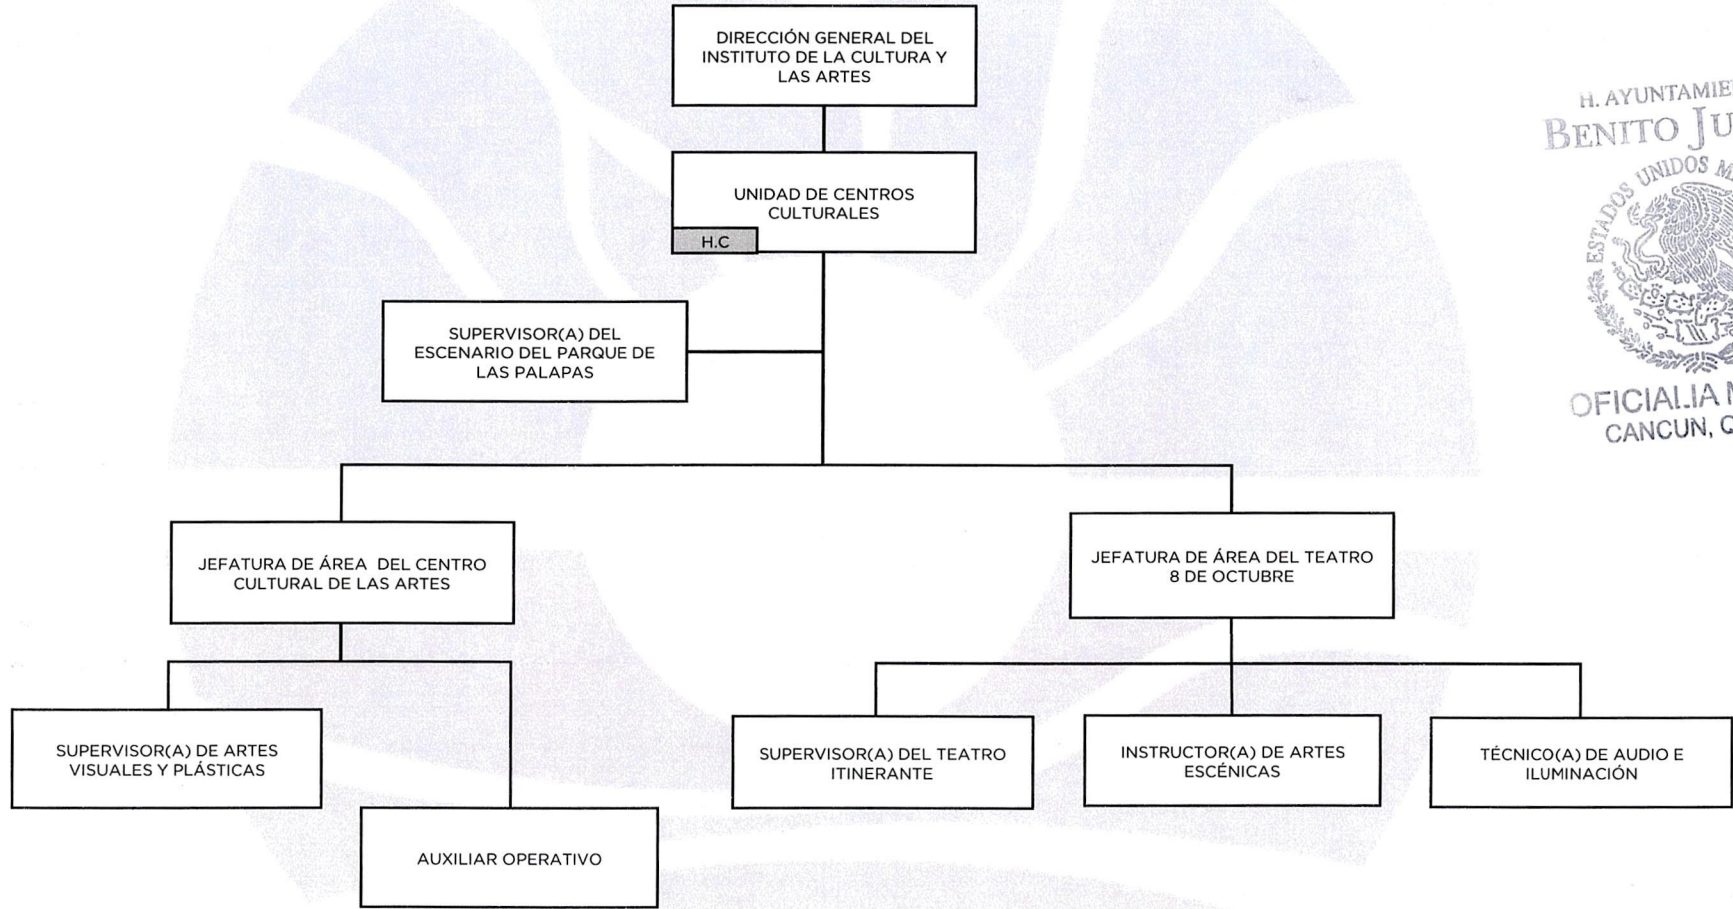 DIRECCIÓN GENERAL DEL
INSTITUTO DE LA CULTURA Y
LAS ARTES
UNIDAD DE CENTROS
CULTURALES
H.C
H. AYUNTAMIE
BENITO JU
ESTADOS UNIDOS M
OFICIALIA
CANCUN, Q
SUPERVISOR(A) DEL
ESCENARIO DEL PARQUE DE
LAS PALAPAS
JEFATURA DE ÁREA DEL CENTRO
CULTURAL DE LAS ARTES
JEFATURA DE ÁREA DEL TEATRO
8 DE OCTUBRE
SUPERVISOR(A) DE ARTES
VISUALES Y PLÁSTICAS
AUXILIAR OPERATIVO
SUPERVISOR(A) DEL TEATRO
ITINERANTE
INSTRUCTOR(A) DE ARTES
ESCÉNICAS
TÉCNICO(A) DE AUDIO E
ILUMINACIÓN